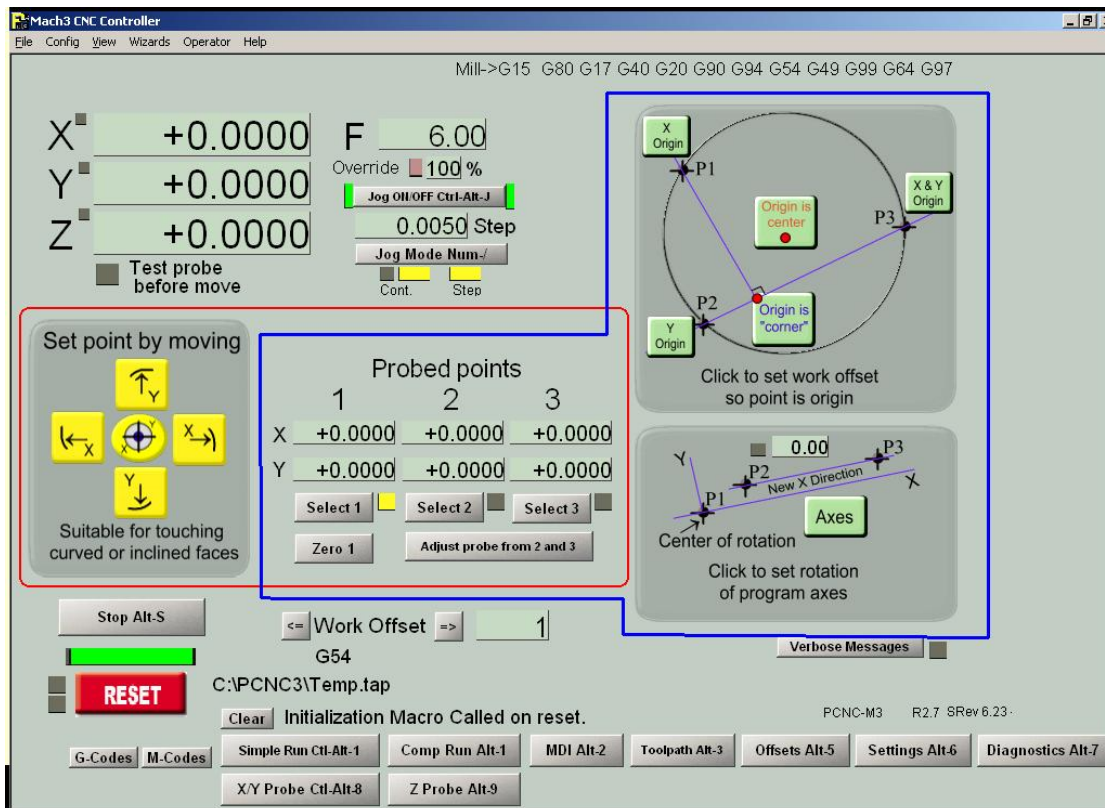 Mach3 CNC Controller
File Config View Wizards Operator Help
Mill->G15 G80 G17 G40 G20 G90 G94 G54 G49 G99 G64 G97
X +0.0000
Y +0.0000
Z +0.0000
Test probe
before move
F 6.00
Override 100 %
Jog ON/OFF Ctrl-Alt-J
0.0050 Step
Jog Mode Num-/
Cont. Step
Set point by moving
Y
X
X Y
X
Y
Suitable for touching
curved or inclined faces
Probed points
1 2 3
X +0.0000 +0.0000 +0.0000
Y +0.0000 +0.0000 +0.0000
Select 1 Select 2 Select 3
Zero 1 Adjust probe from 2 and 3
X
Origin
P1
X & Y
Origin
Origin is
center
P3
P2
Origin is
"corner"
Y
Origin
Click to set work offset
so point is origin
0.00
Y P2 P3
New X Direction
P1 X
Axes
Center of rotation
Click to set rotation
of program axes
Stop Alt-S
<= Work Offset => 1
G54
Verbose Messages
RESET
C:\PCNC3\Temp.tap
Clear Initialization Macro Called on reset.
PCNC-M3 R2.7 SRev 6.23-
G-Codes M-Codes
Simple Run Ctl-Alt-1 Comp Run Alt-1 MDI Alt-2 Toolpath Alt-3 Offsets Alt-5 Settings Alt-6 Diagnostics Alt-7
X/Y Probe Ctl-Alt-8 Z Probe Alt-9